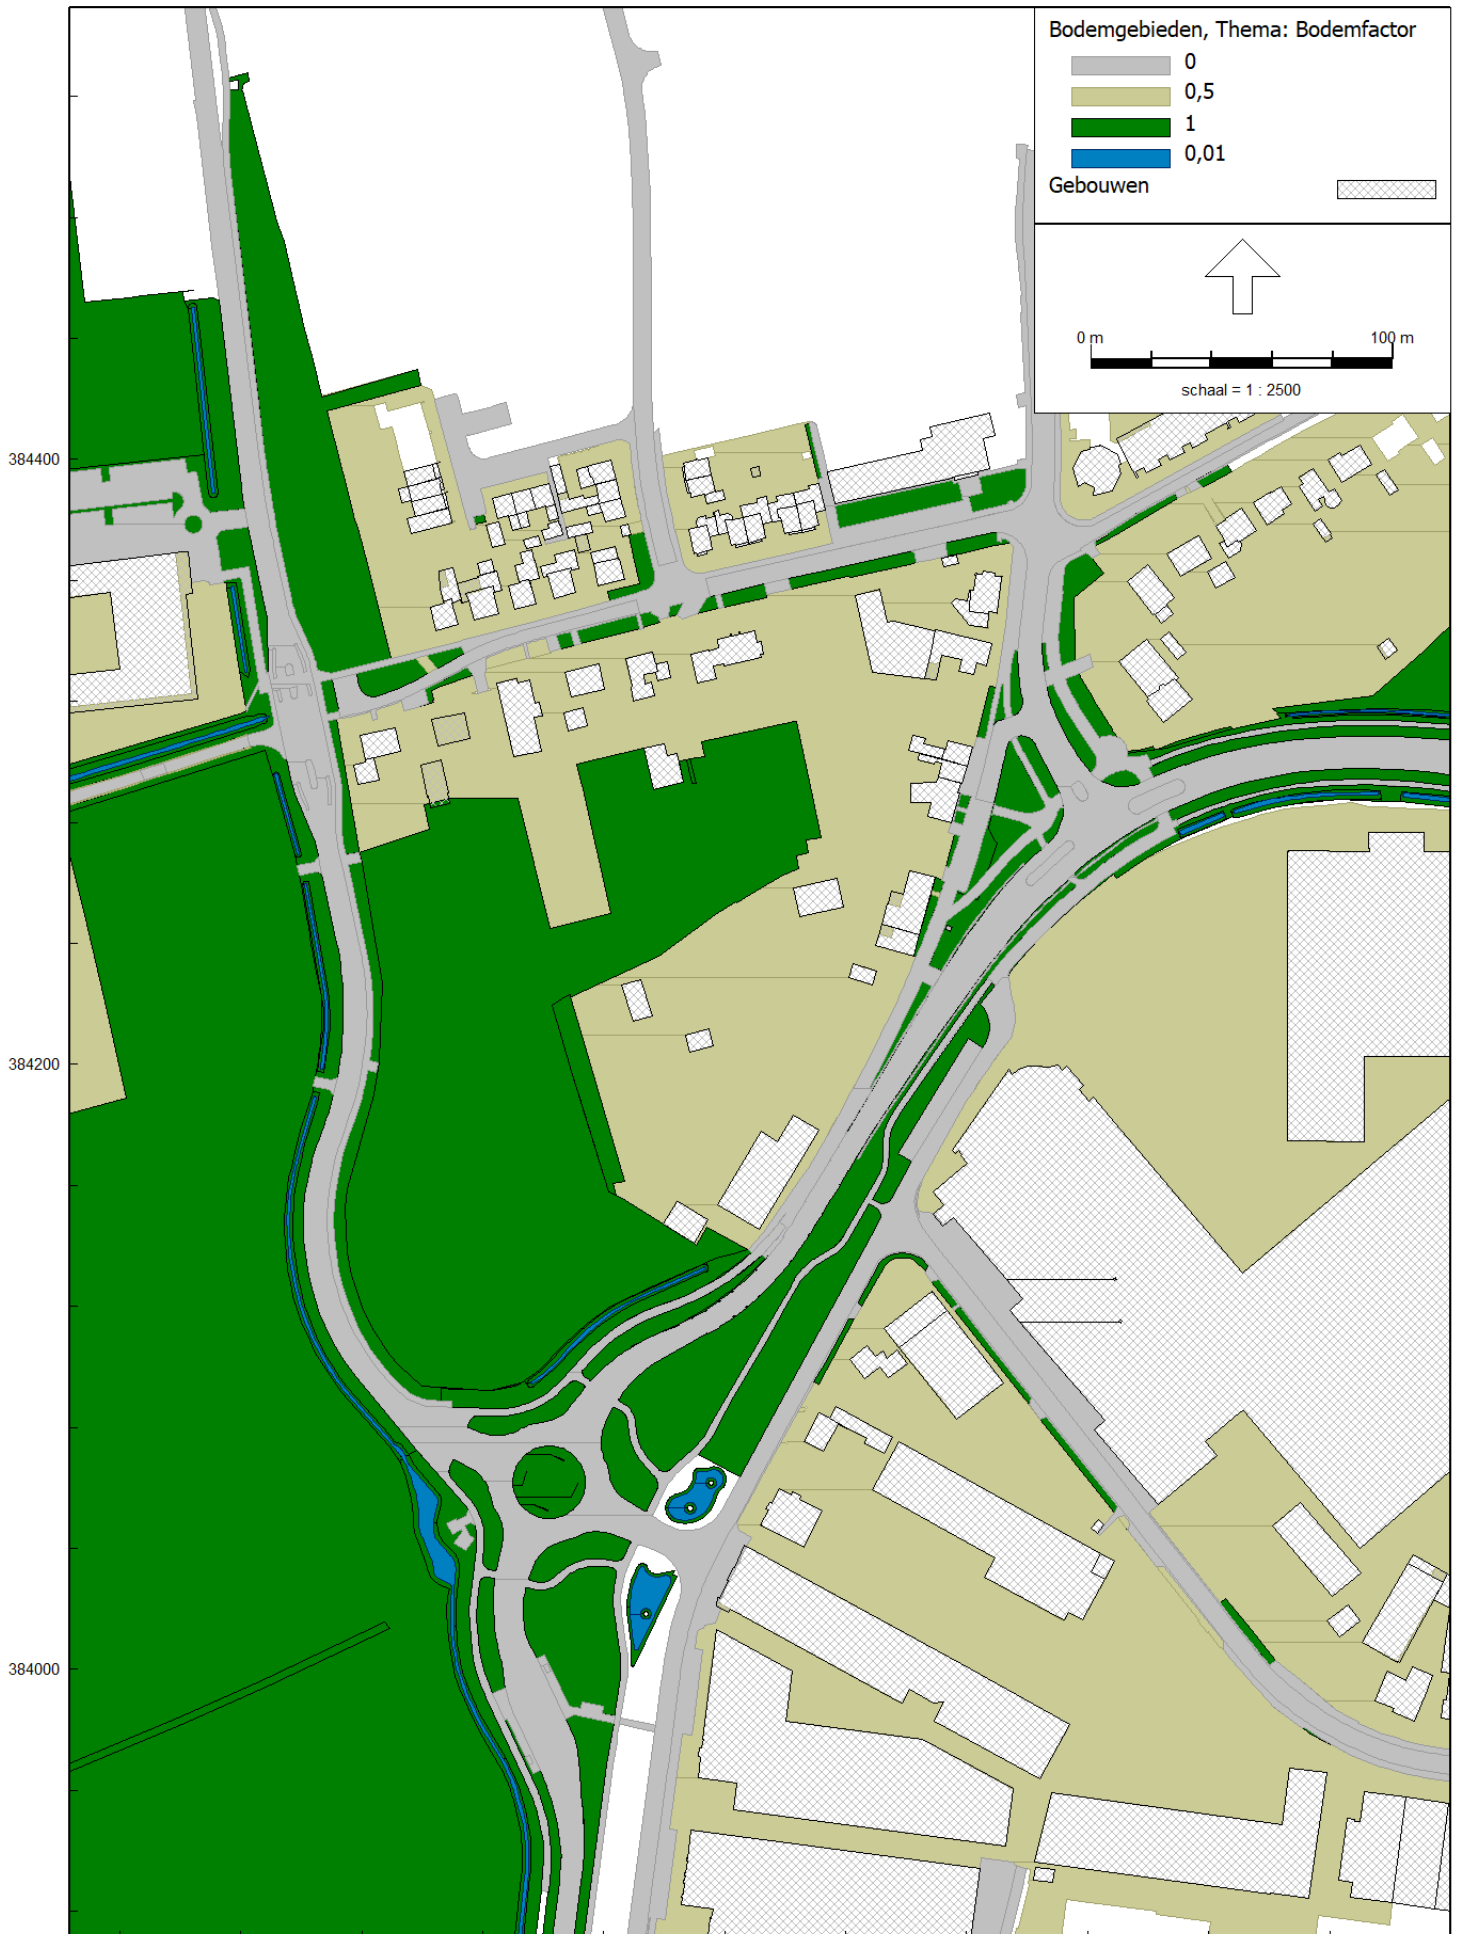 Bodemgebieden, Thema: Bodemfactor
0
0,5
1
0,01
Gebouwen
0 m 100 m
schaal = 1 : 2500
384400
384200
384000